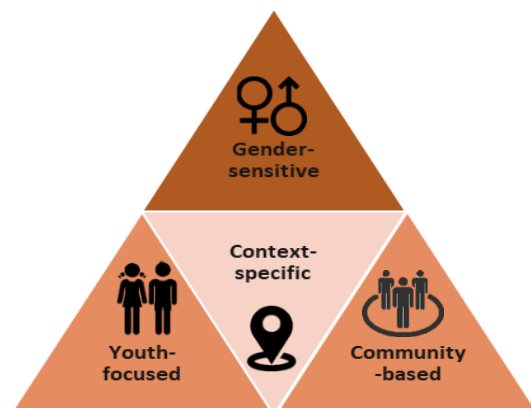 Gender-
sensitive
Context-
specific
Youth-
focused
Community
-based